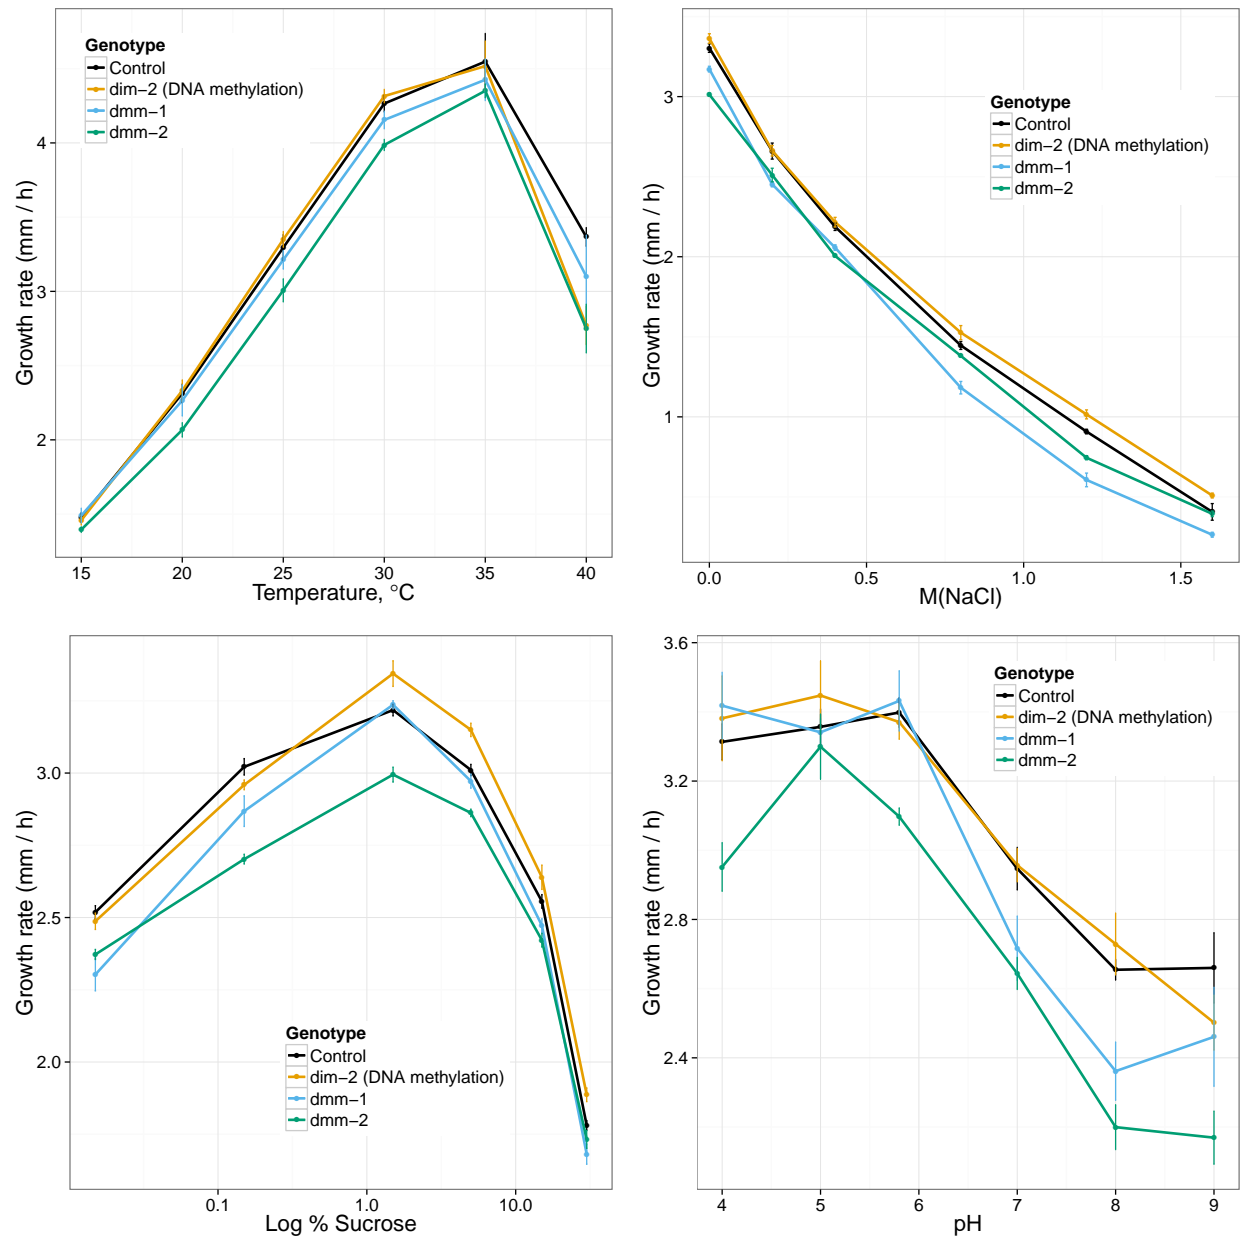 Genotype
Control
dim−2 (DNA methylation)
dmm−1
dmm−2
4
3
2
Growth rate (mm / h)
15 20 25 30 35 40
Temperature, °C
Genotype
Control
dim−2 (DNA methylation)
dmm−1
dmm−2
3
2
1
Growth rate (mm / h)
0.0 0.5 1.0 1.5
M(NaCl)
Genotype
Control
dim−2 (DNA methylation)
dmm−1
dmm−2
3.0
2.5
2.0
Growth rate (mm / h)
0.1 1.0 10.0
Log % Sucrose
Genotype
Control
dim−2 (DNA methylation)
dmm−1
dmm−2
3.6
3.2
2.8
2.4
Growth rate (mm / h)
4 5 6 7 8 9
pH